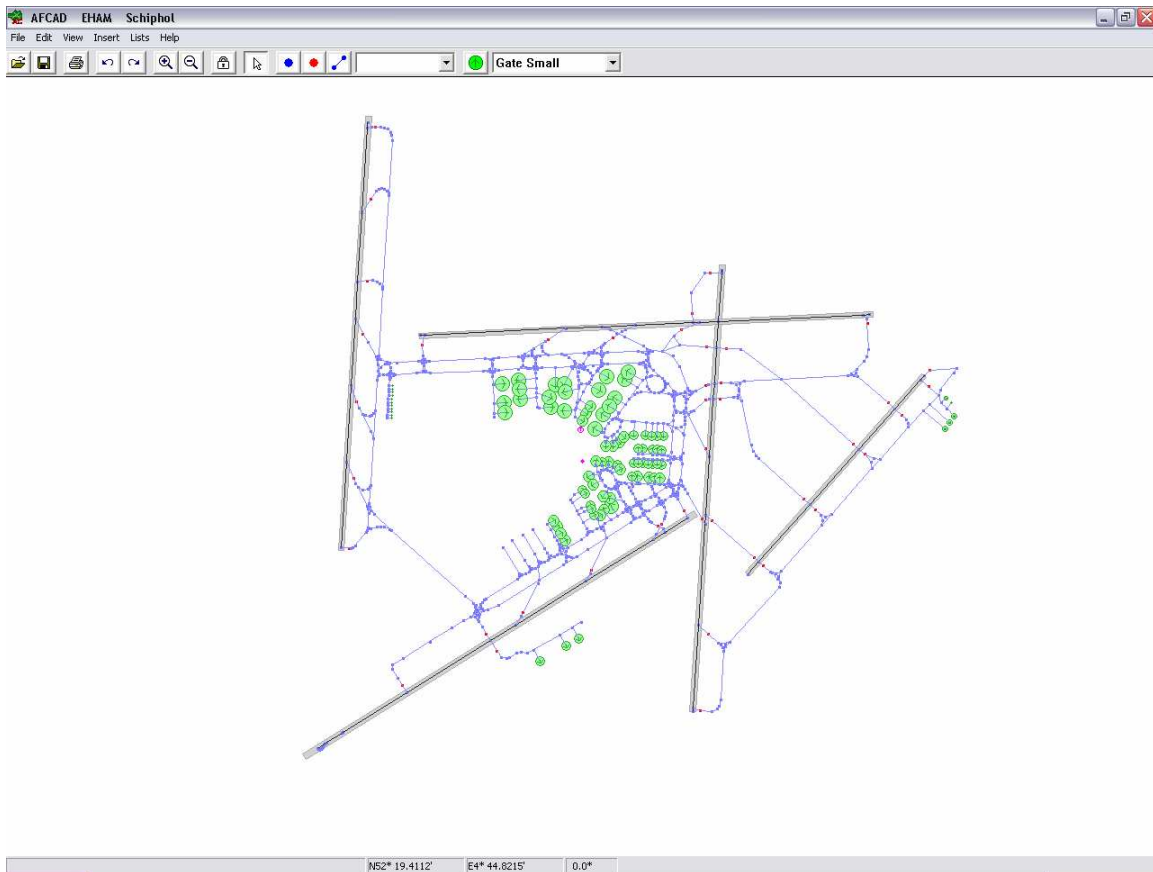 AFCAD EHAM Schiphol
File Edit View Insert Lists Help
Gate Small
N52* 19.4112' E4* 44.8215' 0.0*